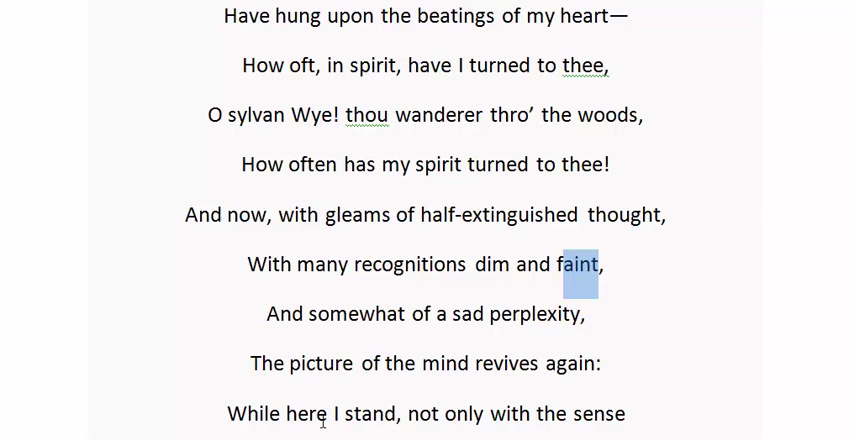 Have hung upon the beatings of my heart—
How oft, in spirit, have I turned to thee,
O sylvan Wye! thou wanderer thro’ the woods,
How often has my spirit turned to thee!
And now, with gleams of half-extinguished thought,
With many recognitions dim and faint,
And somewhat of a sad perplexity,
The picture of the mind revives again:
While here I stand, not only with the sense